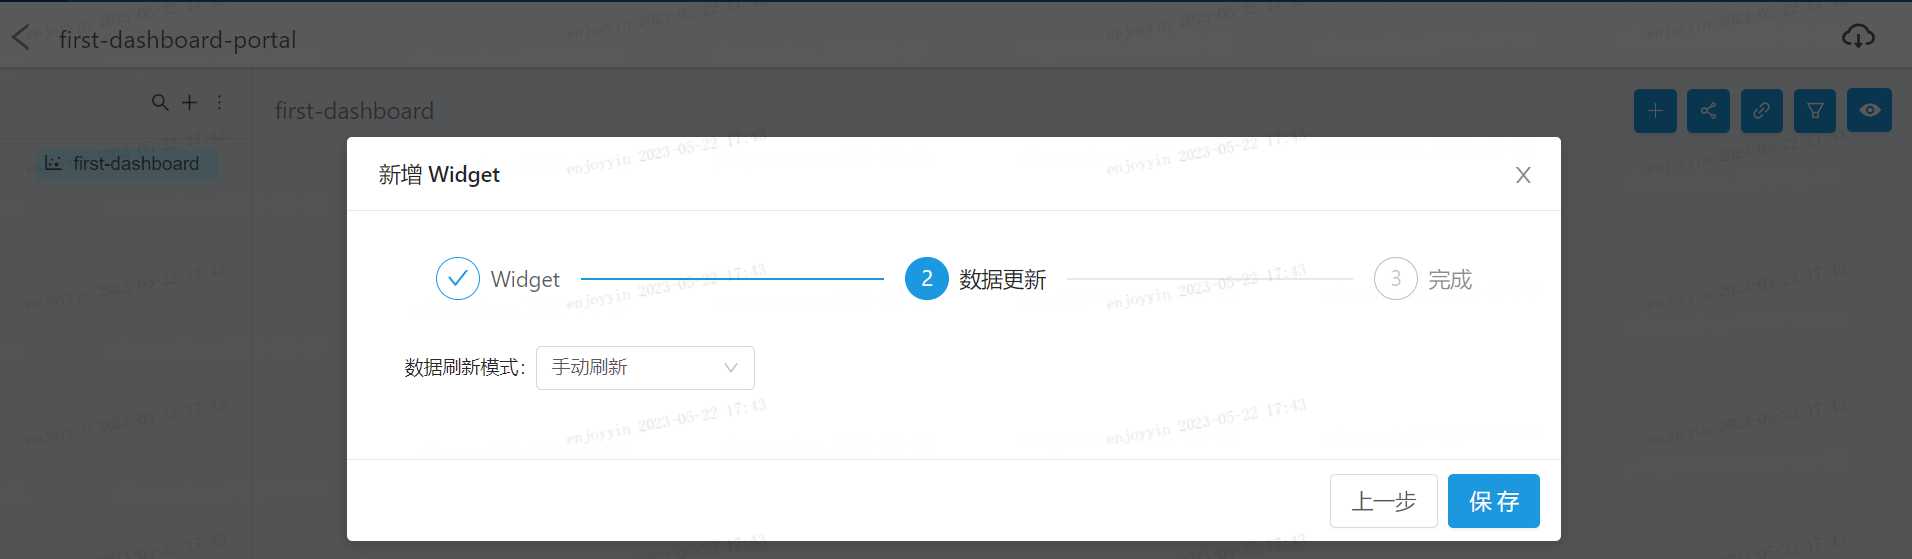 first-dashboard-portal
first-dashboard
first-dashboard
新增 Widget
X
Widget
2 数据更新
3 完成
数据刷新模式:
手动刷新
上一步
保存
enjoyyin 2023-05-22 17:43